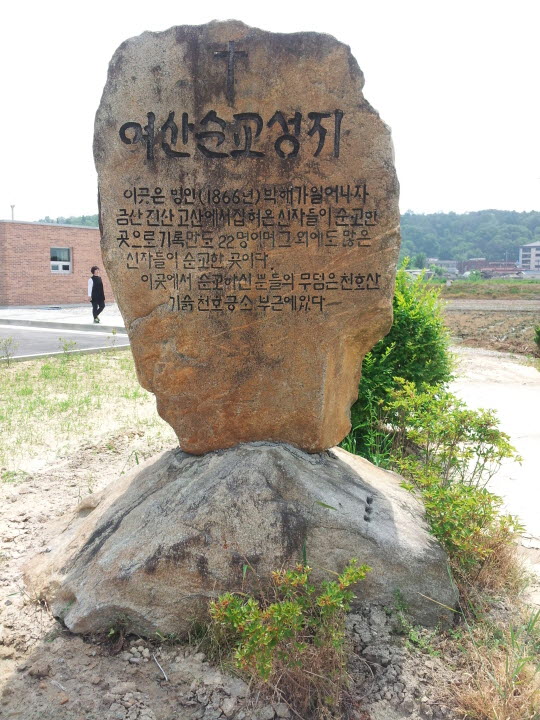 여산순교성지
이곳은 병인(1866년) 박해가 일어나자
금산 진산 고산에서 잡혀온 신자들이 순교한
곳으로 기록만도 22명이며 그 외에도 많은
신자들이 순교한 곳이다.
이곳에서 순교하신 분들의 무덤은 천호산
기슭 천호공소 부근에 있다